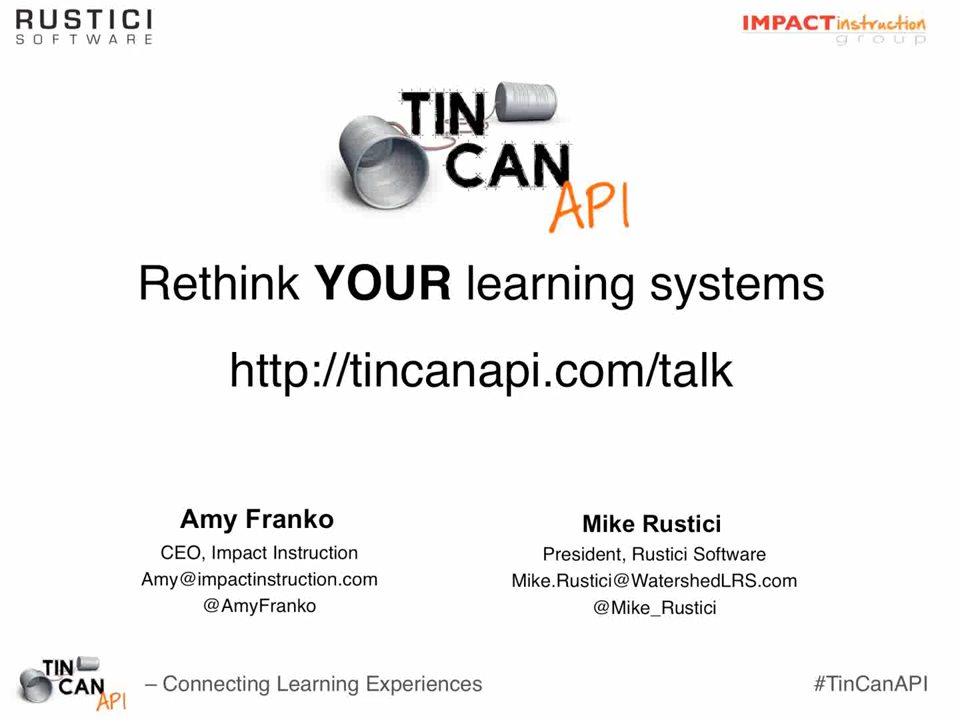 RUSTICI
SOFTWARE
IMPACTinstruction
group
TIN
CAN
API
Rethink YOUR learning systems
http://tincanapi.com/talk
Amy Franko
CEO, Impact Instruction
Amy@impactinstruction.com
@AmyFranko
Mike Rustici
President, Rustici Software
Mike.Rustici@WatershedLRS.com
@Mike_Rustici
TIN
CAN
API
– Connecting Learning Experiences
#TinCanAPI